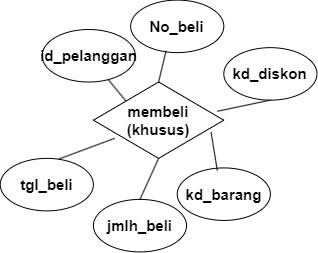 No_beli
id_pelanggan
kd_diskon
membeli
(khusus)
tgl_beli
kd_barang
jmlh_beli